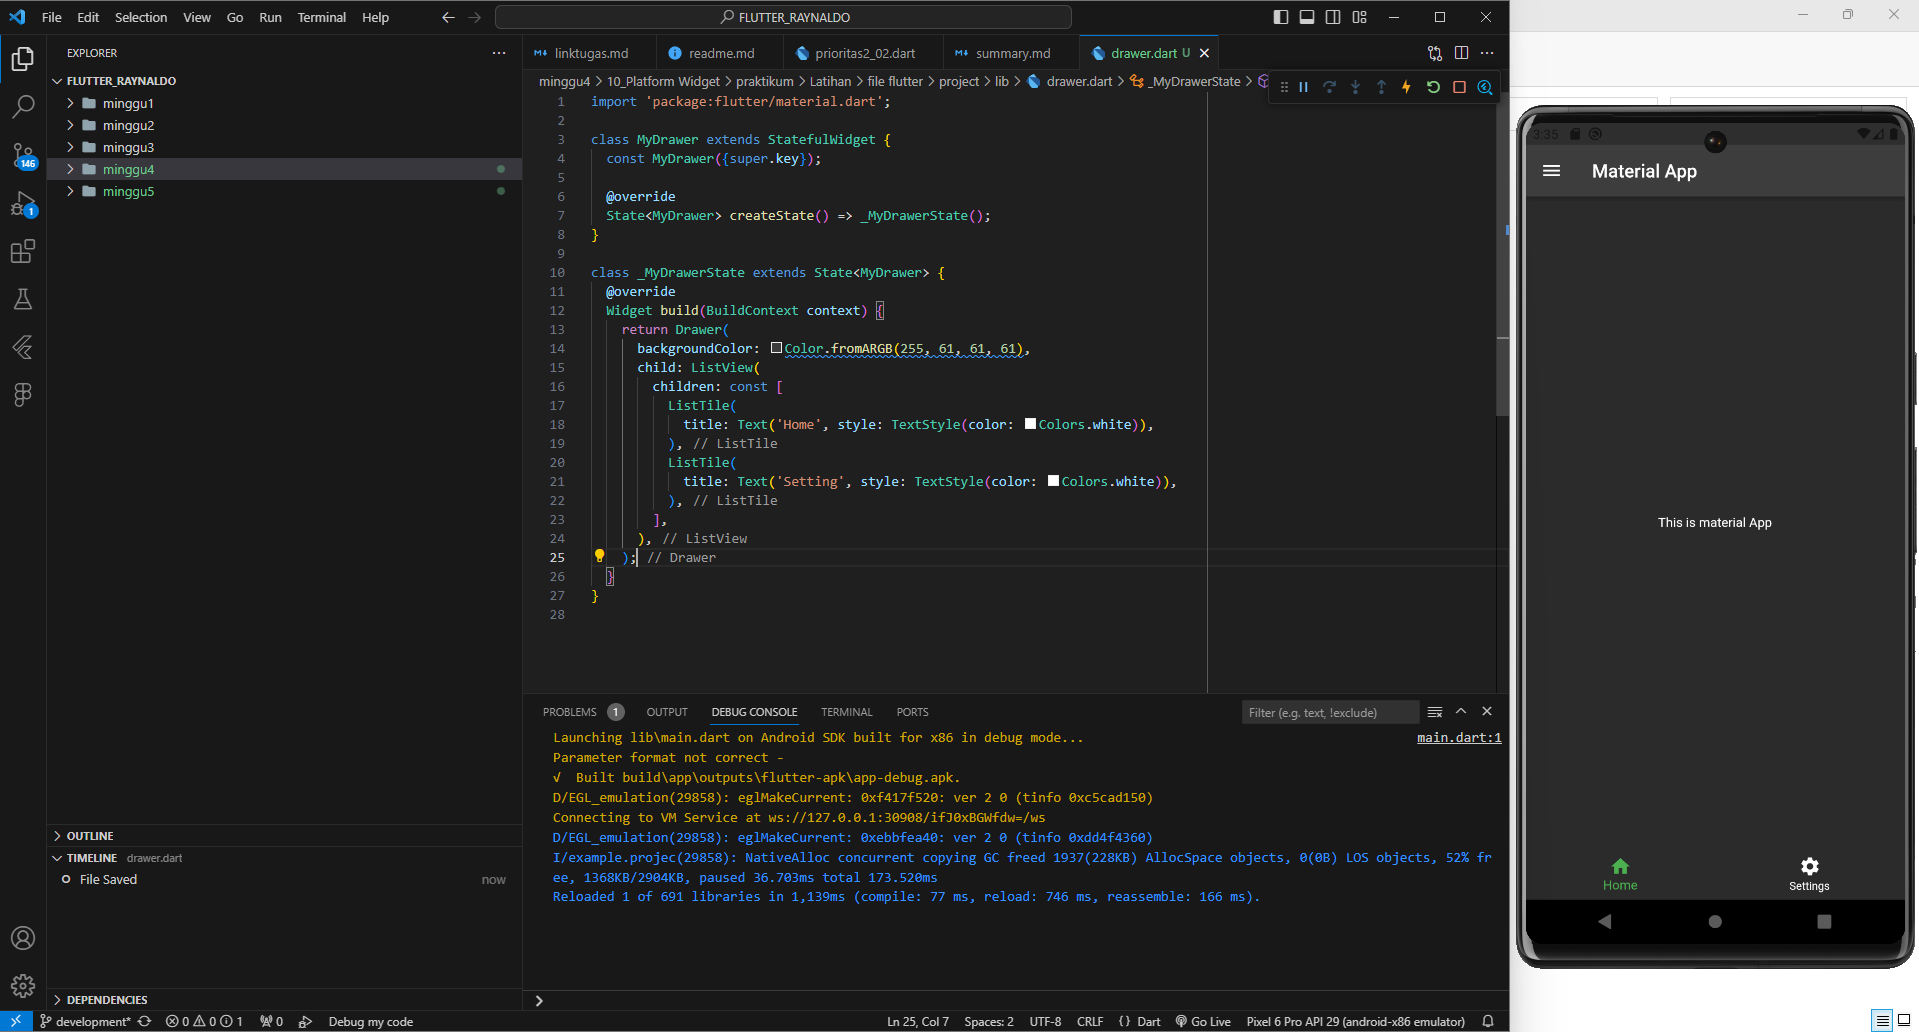 File Edit Selection View Go Run Terminal Help
FLUTTER_RAYNALDO
EXPLORER
FLUTTER_RAYNALDO
minggu1
minggu2
minggu3
minggu4
minggu5
146
1
OUTLINE
TIMELINE drawer.dart
File Saved now
DEPENDENCIES
linktugas.md readme.md prioritas2_02.dart summary.md drawer.dart U
minggu4 > 10_Platform Widget > praktikum > Latihan > file flutter > project > lib > drawer.dart > _MyDrawerState >
1 import 'package:flutter/material.dart';
2
3 class MyDrawer extends StatefulWidget {
4 const MyDrawer({super.key});
5
6 @override
7 State<MyDrawer> createState() => _MyDrawerState();
8 }
9
10 class _MyDrawerState extends State<MyDrawer> {
11 @override
12 Widget build(BuildContext context) {
13 return Drawer(
14 backgroundColor: Color.fromARGB(255, 61, 61, 61),
15 child: ListView(
16 children: const [
17 ListTile(
18 title: Text('Home', style: TextStyle(color: Colors.white)),
19 ), // ListTile
20 ListTile(
21 title: Text('Setting', style: TextStyle(color: Colors.white)),
22 ), // ListTile
23 ],
24 ), // ListView
25 ); // Drawer
26 }
27 }
28
PROBLEMS 1 OUTPUT DEBUG CONSOLE TERMINAL PORTS
Filter (e.g. text, !exclude)
Launching lib\main.dart on Android SDK built for x86 in debug mode... main.dart:1
Parameter format not correct -
√ Built build\app\outputs\flutter-apk\app-debug.apk.
D/EGL_emulation(29858): eglMakeCurrent: 0xf417f520: ver 2 0 (tinfo 0xc5cad150)
Connecting to VM Service at ws://127.0.0.1:30908/ifJ0xBGWfdw=/ws
D/EGL_emulation(29858): eglMakeCurrent: 0xebbfea40: ver 2 0 (tinfo 0xdd4f4360)
I/example.projec(29858): NativeAlloc concurrent copying GC freed 1937(228KB) AllocSpace objects, 0(0B) LOS objects, 52% fr
ee, 1368KB/2904KB, paused 36.703ms total 173.520ms
Reloaded 1 of 691 libraries in 1,139ms (compile: 77 ms, reload: 746 ms, reassemble: 166 ms).
development* 0 0 1 0 Debug my code
Ln 25, Col 7 Spaces: 2 UTF-8 CRLF {} Dart Go Live Pixel 6 Pro API 29 (android-x86 emulator)
3:35
Material App
This is material App
Home
Settings